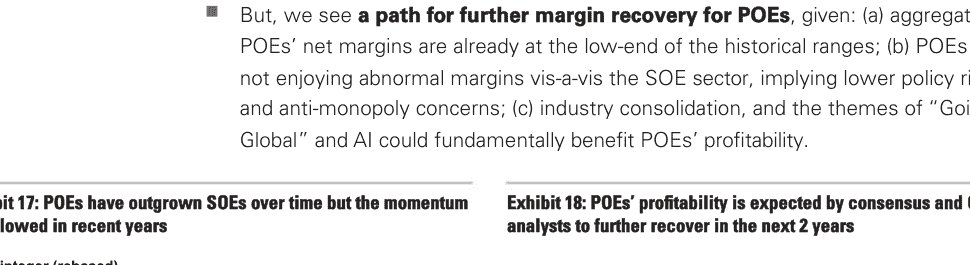 But, we see a path for further margin recovery for POEs, given: (a) aggregat
POEs' net margins are already at the low-end of the historical ranges; (b) POEs
not enjoying abnormal margins vis-a-vis the SOE sector, implying lower policy ri
and anti-monopoly concerns; (c) industry consolidation, and the themes of “Goi
Global” and AI could fundamentally benefit POEs' profitability.
bit 17: POEs have outgrown SOEs over time but the momentum
lowed in recent years
Exhibit 18: POEs' profitability is expected by consensus and
analysts to further recover in the next 2 years